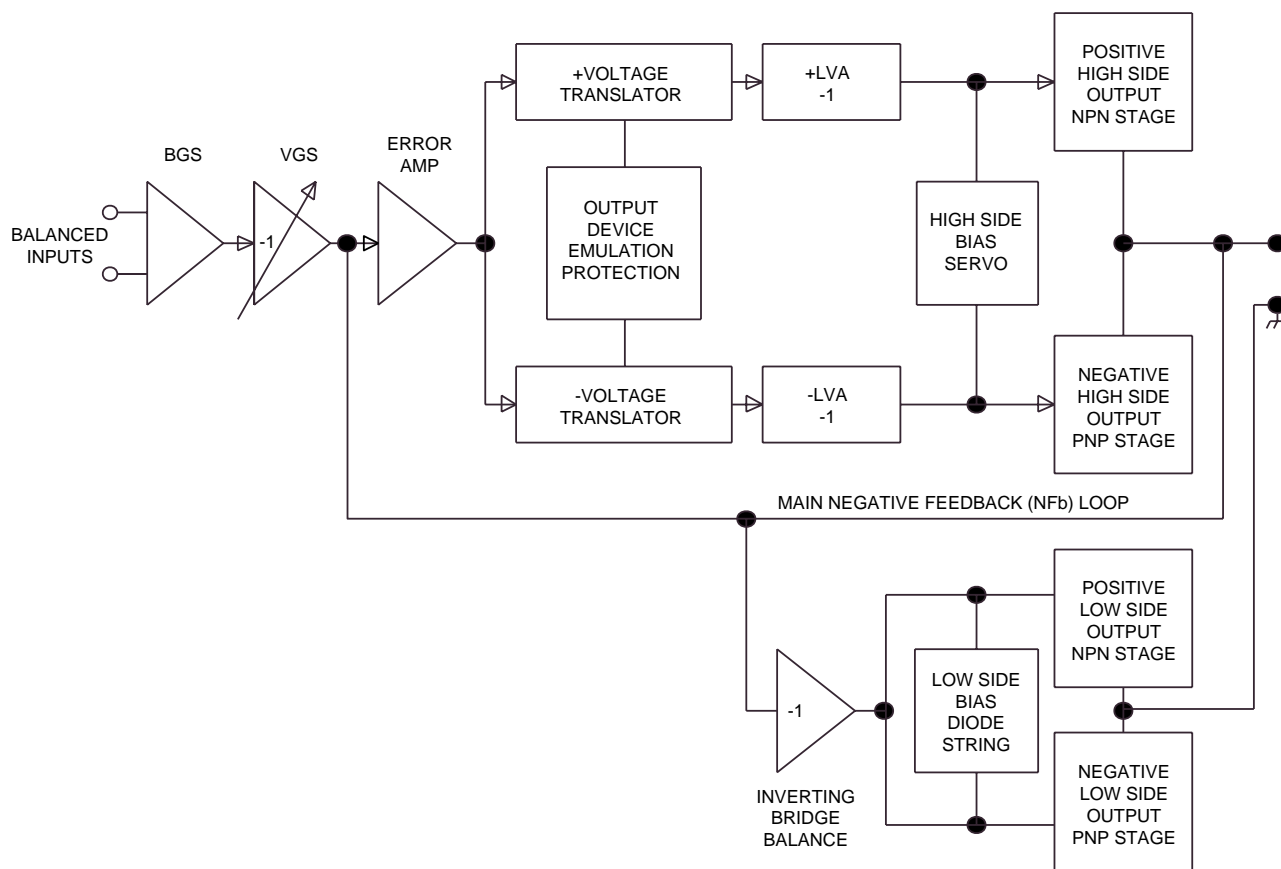 BALANCED
INPUTS
BGS
-1
VGS
ERROR
AMP
+VOLTAGE
TRANSLATOR
OUTPUT
DEVICE
EMULATION
PROTECTION
-VOLTAGE
TRANSLATOR
+LVA
-1
-LVA
-1
HIGH SIDE
BIAS
SERVO
POSITIVE
HIGH SIDE
OUTPUT
NPN STAGE
NEGATIVE
HIGH SIDE
OUTPUT
PNP STAGE
MAIN NEGATIVE FEEDBACK (NFb) LOOP
-1
INVERTING
BRIDGE
BALANCE
LOW SIDE
BIAS
DIODE
STRING
POSITIVE
LOW SIDE
OUTPUT
NPN STAGE
NEGATIVE
LOW SIDE
OUTPUT
PNP STAGE